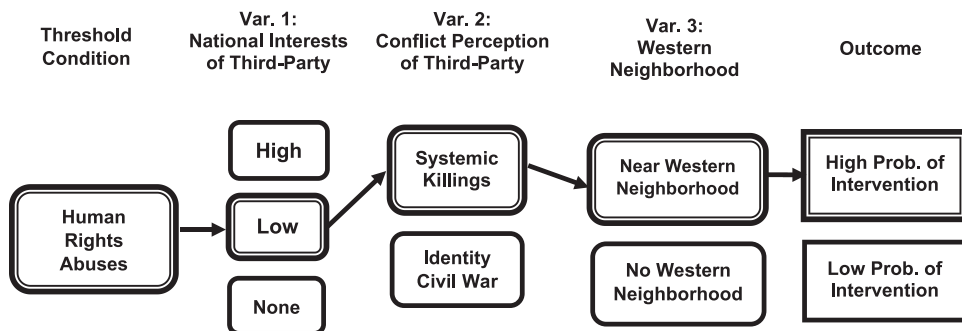 Threshold
Condition
Var. 1:
National Interests
of Third-Party
Var. 2:
Conflict Perception
of Third-Party
Var. 3:
Western
Neighborhood
Outcome
Human
Rights
Abuses
High
Low
None
Systemic
Killings
Identity
Civil War
Near Western
Neighborhood
No Western
Neighborhood
High Prob. of
Intervention
Low Prob. of
Intervention